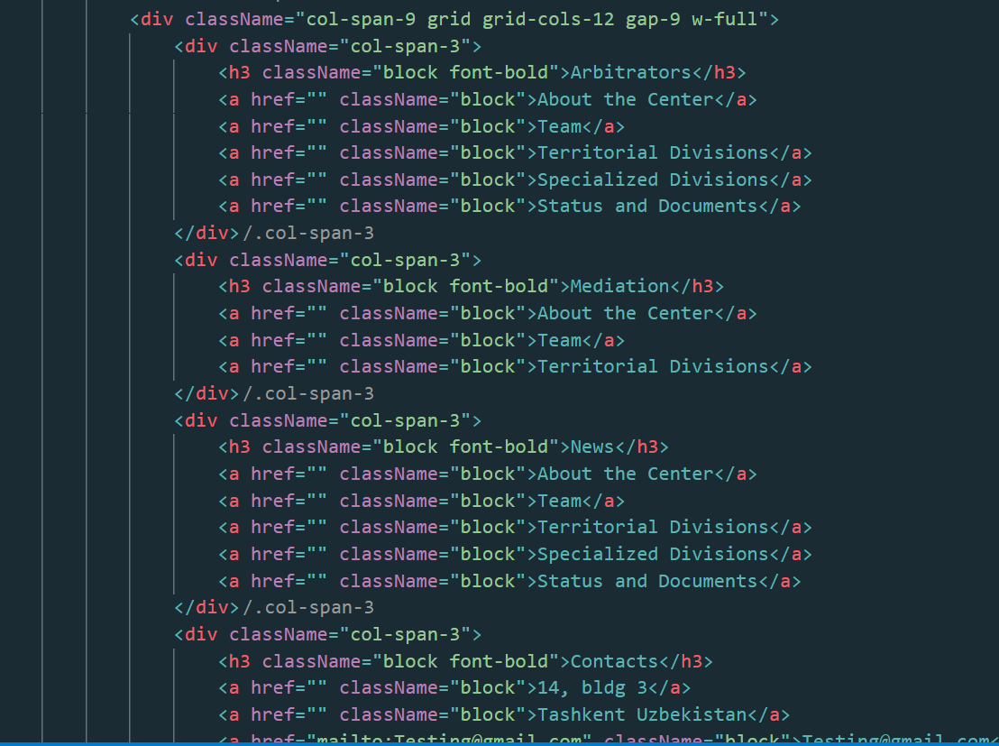 <div className="col-span-9 grid grid-cols-12 gap-9 w-full">
<div className="col-span-3">
<h3 className="block font-bold">Arbitrators</h3>
<a href="" className="block">About the Center</a>
<a href="" className="block">Team</a>
<a href="" className="block">Territorial Divisions</a>
<a href="" className="block">Specialized Divisions</a>
<a href="" className="block">Status and Documents</a>
</div>/.col-span-3
<div className="col-span-3">
<h3 className="block font-bold">Mediation</h3>
<a href="" className="block">About the Center</a>
<a href="" className="block">Team</a>
<a href="" className="block">Territorial Divisions</a>
</div>/.col-span-3
<div className="col-span-3">
<h3 className="block font-bold">News</h3>
<a href="" className="block">About the Center</a>
<a href="" className="block">Team</a>
<a href="" className="block">Territorial Divisions</a>
<a href="" className="block">Specialized Divisions</a>
<a href="" className="block">Status and Documents</a>
</div>/.col-span-3
<div className="col-span-3">
<h3 className="block font-bold">Contacts</h3>
<a href="" className="block">14, bldg 3</a>
<a href="" className="block">Tashkent Uzbekistan</a>
<a href="mailto:Testing@gmail.com" className="block">Testing@gmail.com<